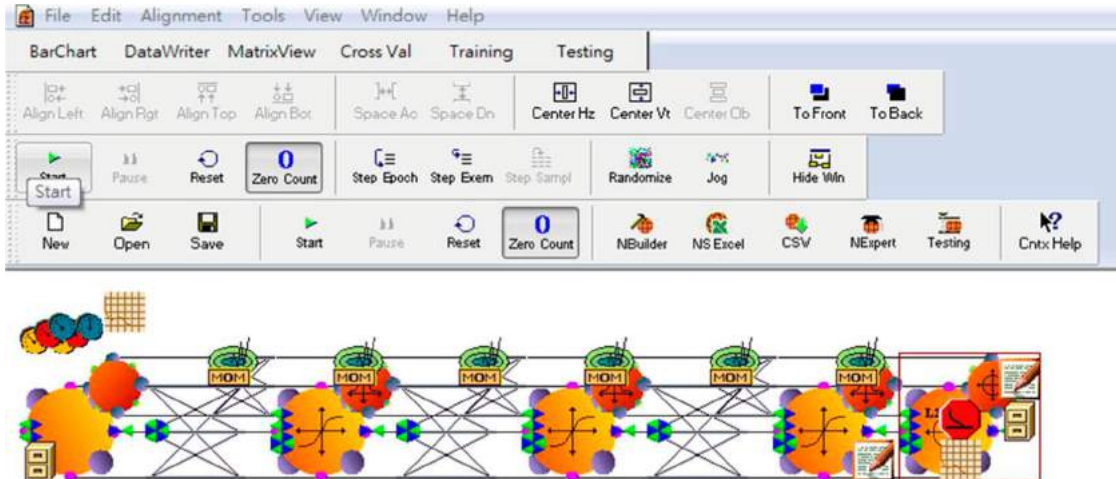 File Edit Alignment Tools View Window Help
BarChart DataWriter MatrixView Cross Val Training Testing
Align Left Align Rgt Align Top Align Bot Space Ac Space Dn Center Hz Center Vt Center Ob To Front To Back
Start Pause Reset 0 Zero Count Step Epoch Step Exem Step Sampl Randomize Jog Hide Win
Start
New Open Save Start Pause Reset 0 Zero Count NBuilder NS Excel CSV NExpert Testing Cntx Help
MOM MOM MOM MOM MOM MOM